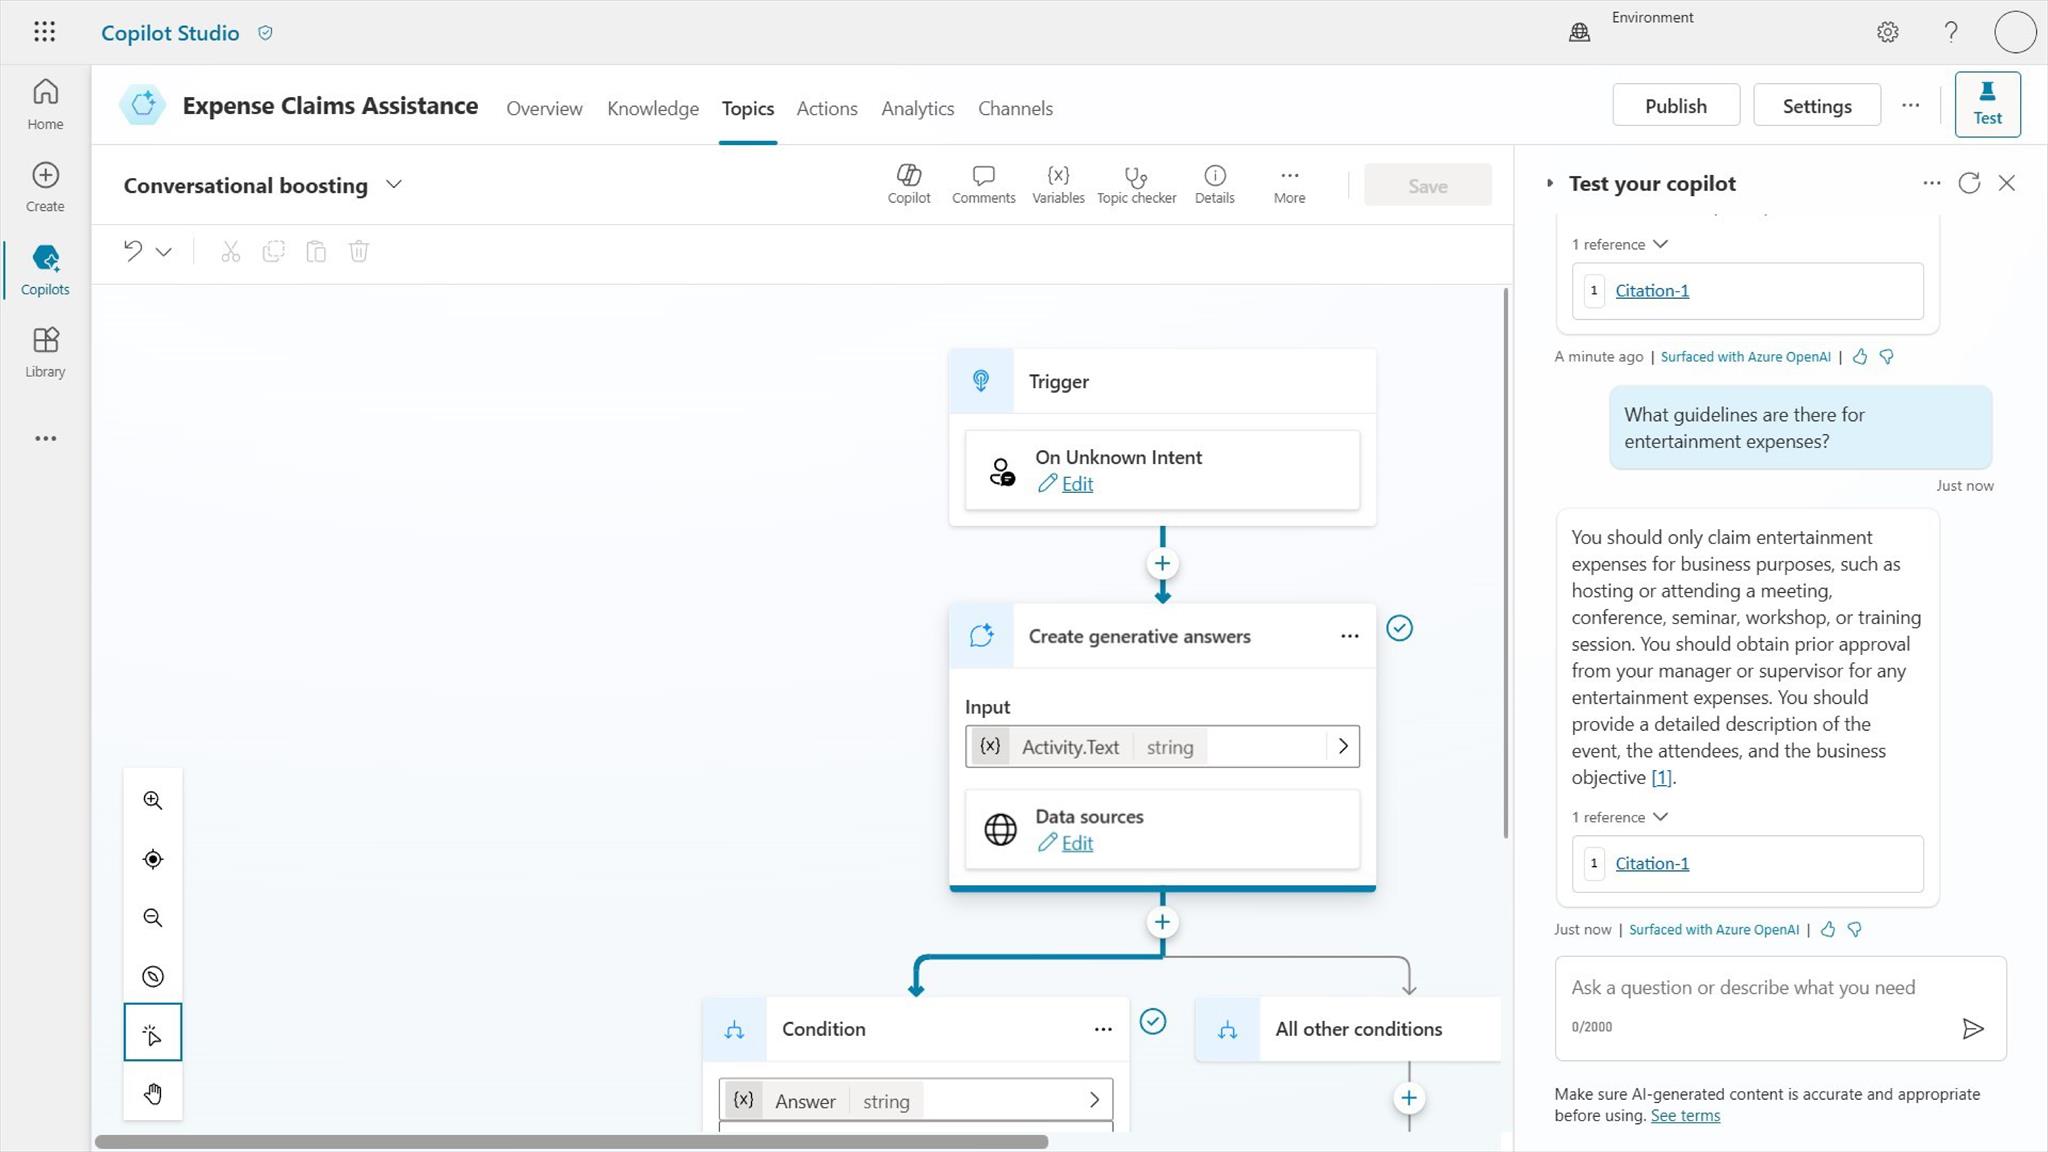 Copilot Studio
Environment
Home
Create
Copilots
Library
Expense Claims Assistance
Overview
Knowledge
Topics
Actions
Analytics
Channels
Publish
Settings
Test
Conversational boosting
Copilot
Comments
{x}
Variables
Topic checker
Details
More
Save
Trigger
On Unknown Intent
Edit
Create generative answers
Input
{x} Activity.Text string
Data sources
Edit
Condition
{x} Answer string
All other conditions
Test your copilot
1 reference
1 Citation-1
A minute ago | Surfaced with Azure OpenAI |
What guidelines are there for
entertainment expenses?
Just now
You should only claim entertainment
expenses for business purposes, such as
hosting or attending a meeting,
conference, seminar, workshop, or training
session. You should obtain prior approval
from your manager or supervisor for any
entertainment expenses. You should
provide a detailed description of the
event, the attendees, and the business
objective [1].
1 reference
1 Citation-1
Just now | Surfaced with Azure OpenAI |
Ask a question or describe what you need
0/2000
Make sure AI-generated content is accurate and appropriate
before using. See terms